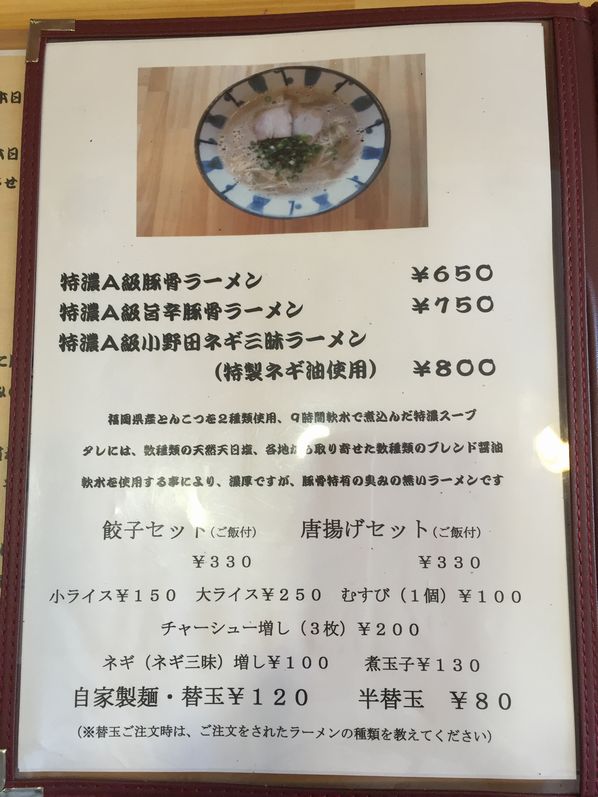 特濃A級豚骨ラーメン ￥650
特濃A級旨辛豚骨ラーメン ￥750
特濃A級小野田ネギ三昧ラーメン
（特製ネギ油使用） ￥800
福岡県産とんこつを２種類使用、９時間軟水で煮込んだ特濃スープ
タレには、数種類の天然天日塩、各地から取り寄せた数種類のブレンド醤油
軟水を使用する事により、濃厚ですが、豚骨特有の臭みの無いラーメンです
餃子セット（ご飯付） 唐揚げセット（ご飯付）
￥３３０ ￥３３０
小ライス￥１５０ 大ライス￥２５０ むすび（１個）￥１００
チャーシュー増し（３枚）￥２００
ネギ（ネギ三昧）増し￥１００ 煮玉子￥１３０
自家製麺・替玉￥１２０ 半替玉 ￥８０
（※替玉ご注文時は、ご注文をされたラーメンの種類を教えてください）